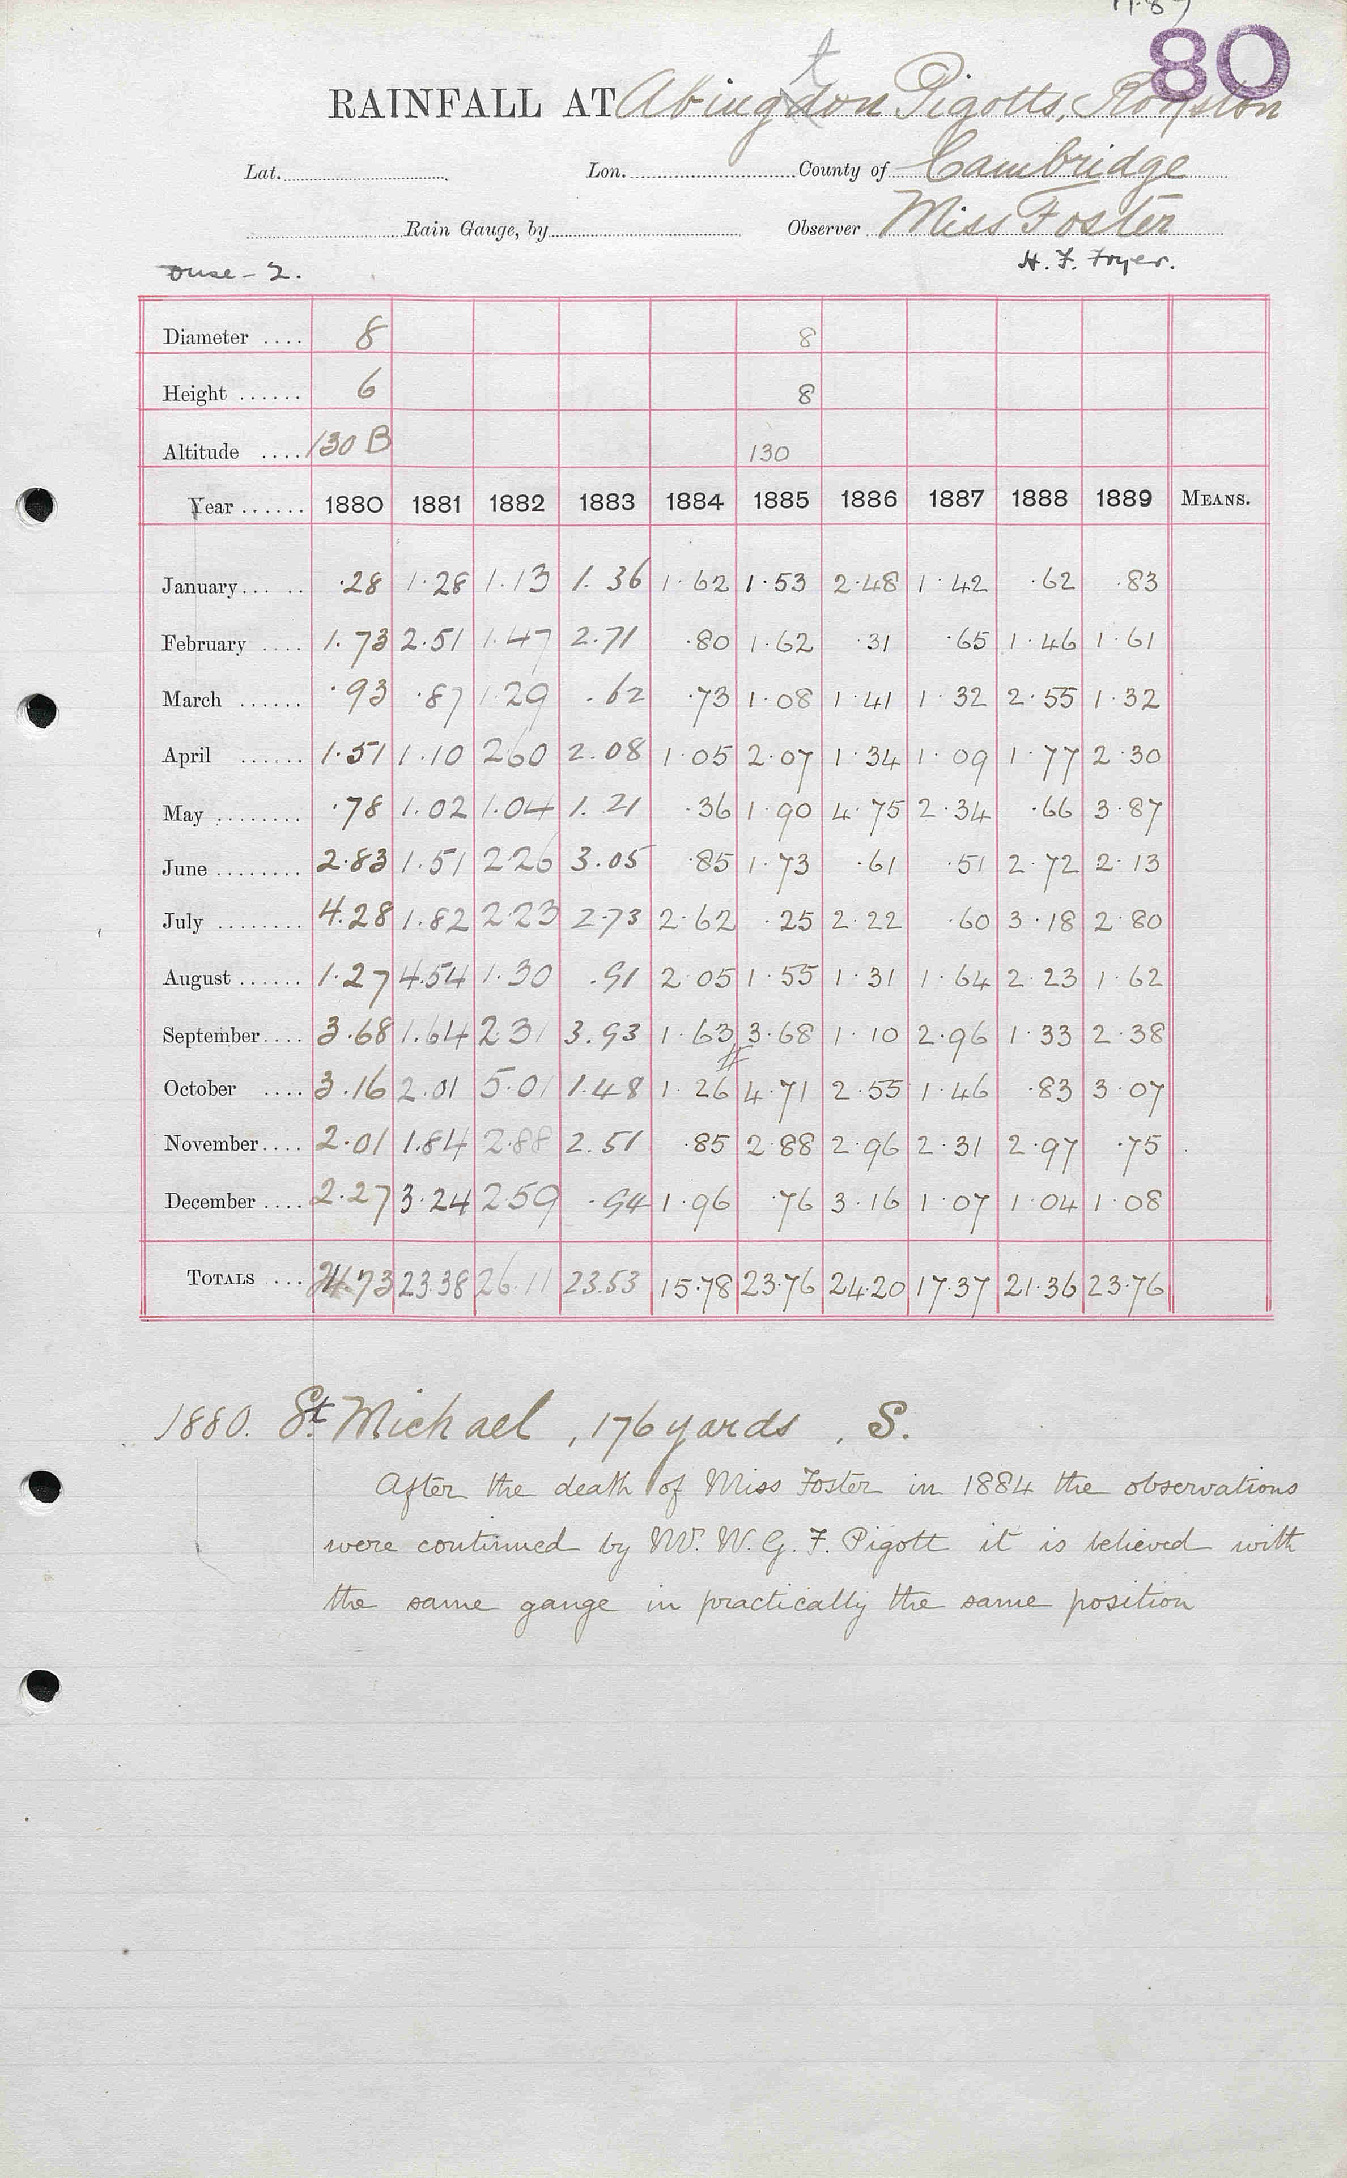 80
RAINFALL AT Abington Pigotts, Royston
Lat. Lon. County of Cambridge
Rain Gauge, by Observer Miss Foster
Ouse - 2. H. F.
Diameter .... 8 8
Height ...... 6 8
Altitude .... 130 B 130
Year ...... 1880 1881 1882 1883 1884 1885 1886 1887 1888 1889 MEANS.
January ... .28 1.28 1.13 1.36 1.62 1.53 2.48 1.42 .62 .83
February .... 1.73 2.51 1.47 2.71 .80 1.62 .31 .65 1.46 1.61
March ...... .93 .87 1.29 .62 .73 1.08 1.41 1.32 2.55 1.32
April ...... 1.51 1.10 2.60 2.08 1.05 2.07 1.34 1.09 1.77 2.30
May ........ .78 1.02 1.04 1.21 .36 1.90 4.75 2.34 .66 3.87
June ........ 2.83 1.51 2.26 3.05 .85 1.73 .61 .51 2.72 2.13
July ........ 4.28 1.82 2.23 2.73 2.62 .25 2.22 .60 3.18 2.80
August ...... 1.27 4.54 1.30 .91 2.05 1.55 1.31 1.64 2.23 1.62
September .... 3.68 1.64 2.31 3.93 1.63 3.68 1.10 2.96 1.33 2.38
October .... 3.16 2.01 5.01 1.48 1.26 4.71 2.55 1.46 .83 3.07
November .... 2.01 1.84 2.88 2.51 .85 2.88 2.96 2.31 2.97 .75
December .... 2.27 3.24 2.59 .94 1.96 .76 3.16 1.07 1.04 1.08
TOTALS ... 24.73 23.38 26.11 23.53 15.78 23.76 24.20 17.37 21.36 23.76
1880. St. Michael, 176 yards, S.
After the death of Miss Foster in 1884 the observations
were continued by Mr. W. G. F. Pigott it is believed with
the same gauge in practically the same position